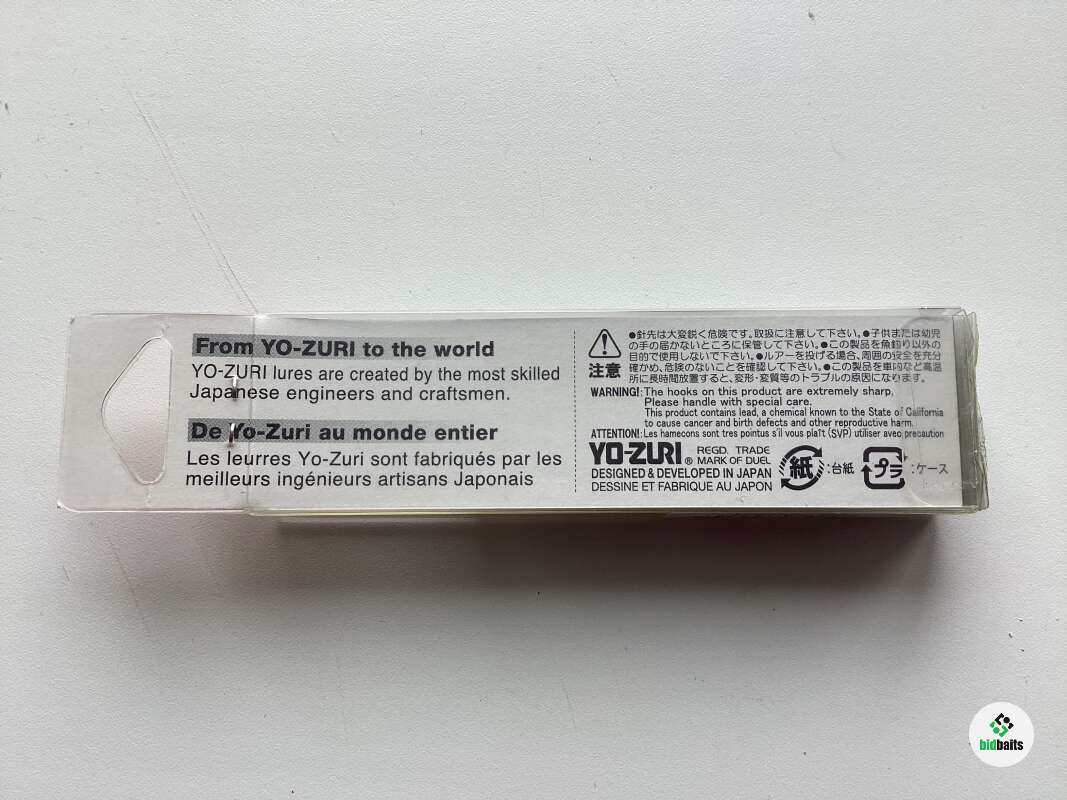 From YO-ZURI to the world
YO-ZURI lures are created by the most skilled
Japanese engineers and craftsmen.
De Yo-Zuri au monde entier
Les leurres Yo-Zuri sont fabriqués par les
meilleurs ingénieurs artisans Japonais
注意
●針先は大変鋭く危険です。取扱に注意して下さい。●子供または幼児
の手の届かないところに保管して下さい。●この製品を魚釣り以外の
目的で使用しないで下さい。●ルアーを投げる場合、周囲の安全を充分
確かめ、危険のないことを確認して下さい。●この製品を車内など高温
所に長時間放置すると、変形・変質等のトラブルの原因になります。
WARNING!: The hooks on this product are extremely sharp.
Please handle with special care.
This product contains lead, a chemical known to the State of California
to cause cancer and birth defects and other reproductive harm.
ATTENTION!: Les hamecons sont tres pointus s'il vous plaît (SVP) utiliser avec precaution
YO-ZURI ® REGD. TRADE
MARK OF DUEL
DESIGNED & DEVELOPED IN JAPAN
DESSINE ET FABRIQUE AU JAPON
紙 :台紙
プラ :ケース
bidbaits